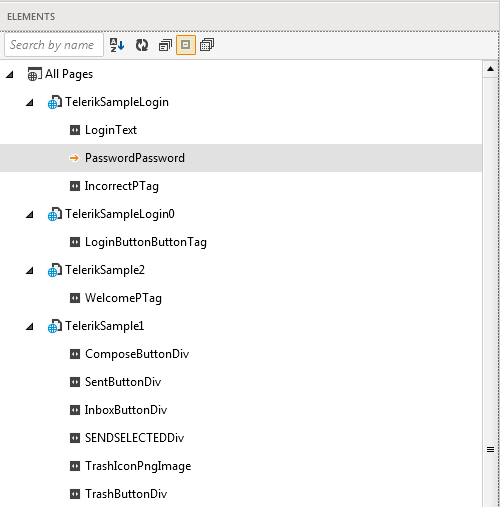 ELEMENTS
Search by name
All Pages
TelerikSampleLogin
LoginText
PasswordPassword
IncorrectPTag
TelerikSampleLogin0
LoginButtonButtonTag
TelerikSample2
WelcomePTag
TelerikSample1
ComposeButtonDiv
SentButtonDiv
InboxButtonDiv
SENDSELECTEDDiv
TrashIconPngImage
TrashButtonDiv